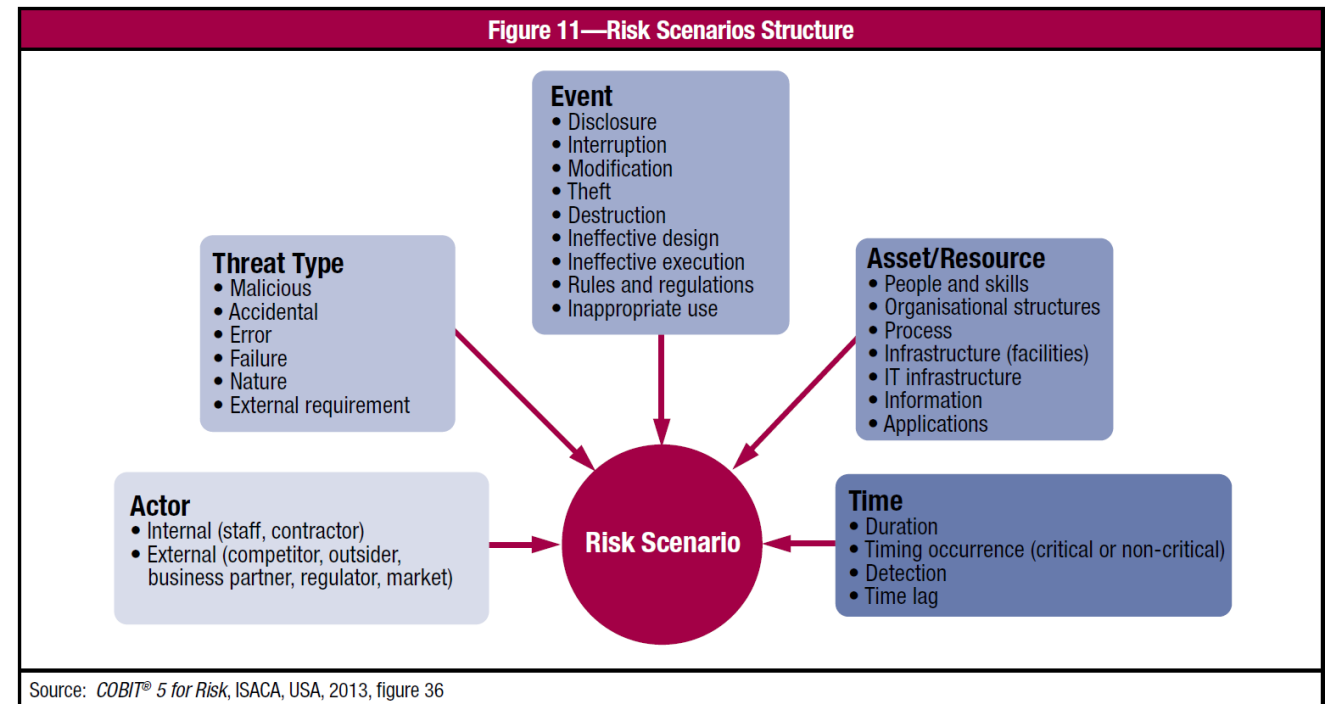 Figure 11—Risk Scenarios Structure
Event
• Disclosure
• Interruption
• Modification
• Theft
• Destruction
• Ineffective design
• Ineffective execution
• Rules and regulations
• Inappropriate use
Threat Type
• Malicious
• Accidental
• Error
• Failure
• Nature
• External requirement
Asset/Resource
• People and skills
• Organisational structures
• Process
• Infrastructure (facilities)
• IT infrastructure
• Information
• Applications
Actor
• Internal (staff, contractor)
• External (competitor, outsider,
business partner, regulator, market)
Risk Scenario
Time
• Duration
• Timing occurrence (critical or non-critical)
• Detection
• Time lag
Source: COBIT® 5 for Risk, ISACA, USA, 2013, figure 36